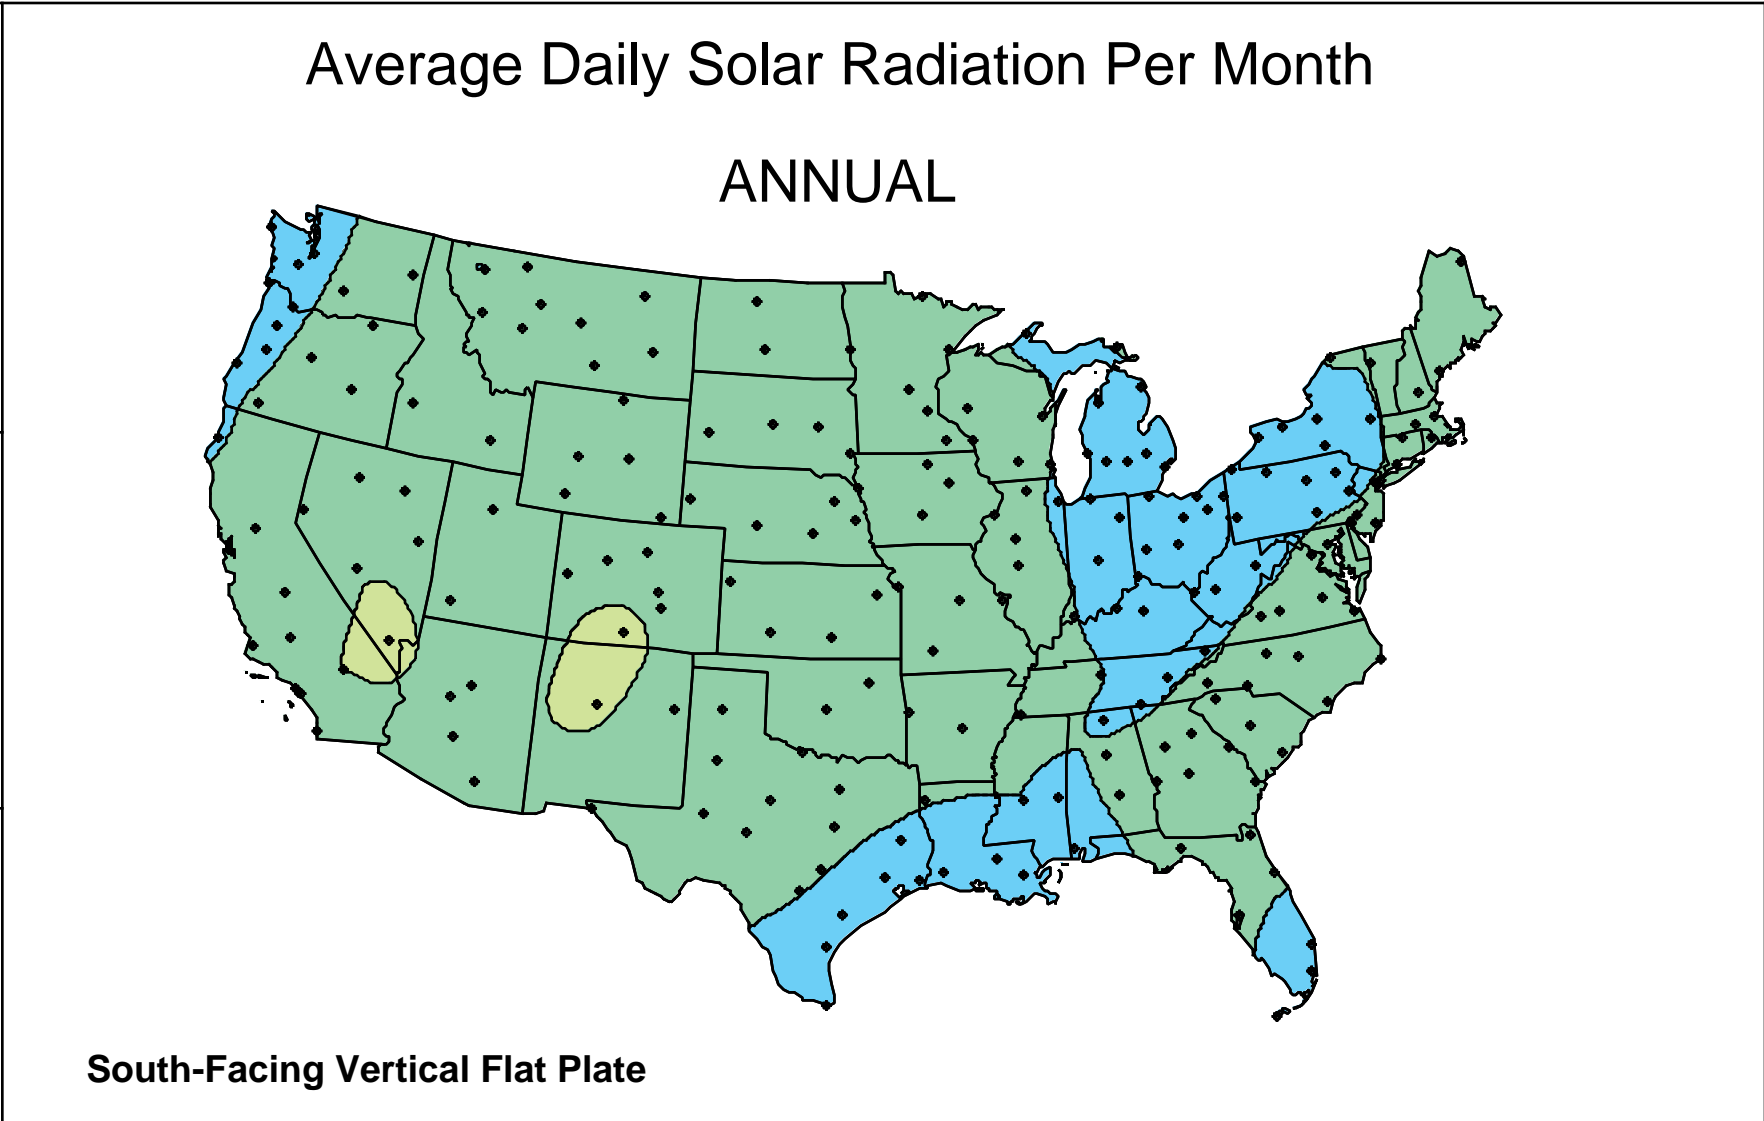 Average Daily Solar Radiation Per Month
ANNUAL
South-Facing Vertical Flat Plate